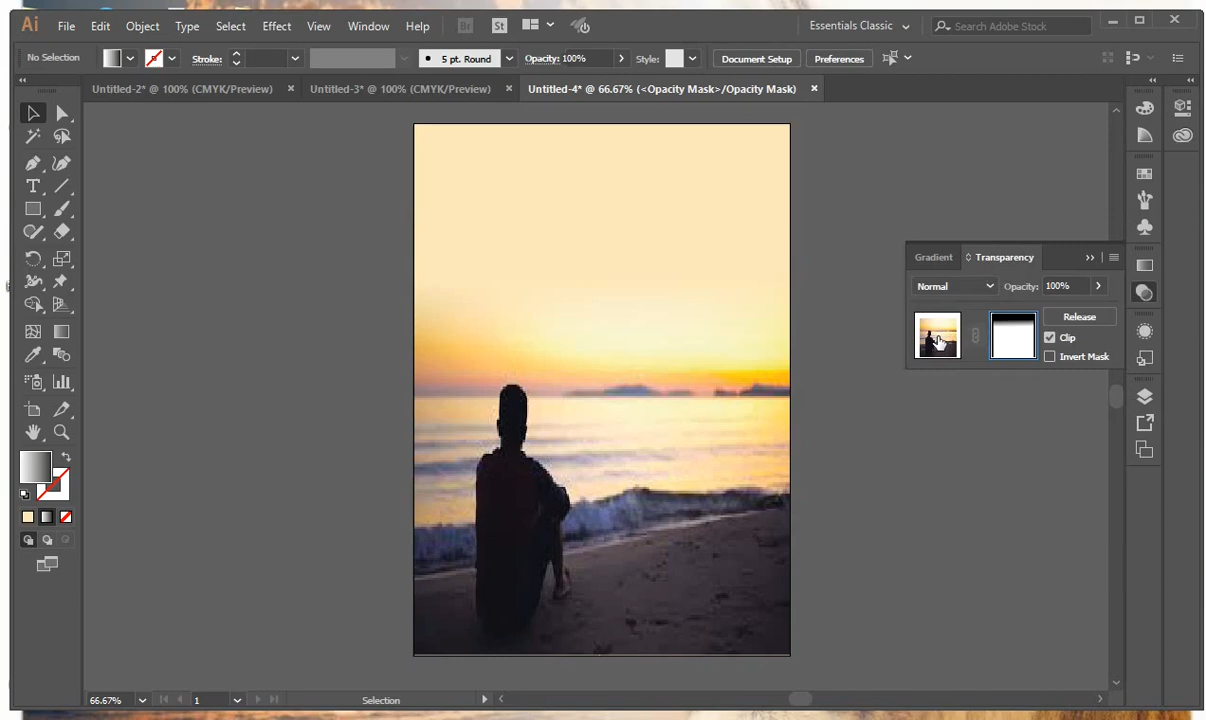 Ai File Edit Object Type Select Effect View Window Help Br St Essentials Classic Search Adobe Stock
No Selection Stroke: 5 pt. Round Opacity: 100% Style: Document Setup Preferences
Untitled-2* @ 100% (CMYK/Preview) Untitled-3* @ 100% (CMYK/Preview) Untitled-4* @ 66.67% (<Opacity Mask>/Opacity Mask)
Gradient Transparency
Normal Opacity: 100%
Release
Clip
Invert Mask
66.67% 1 Selection